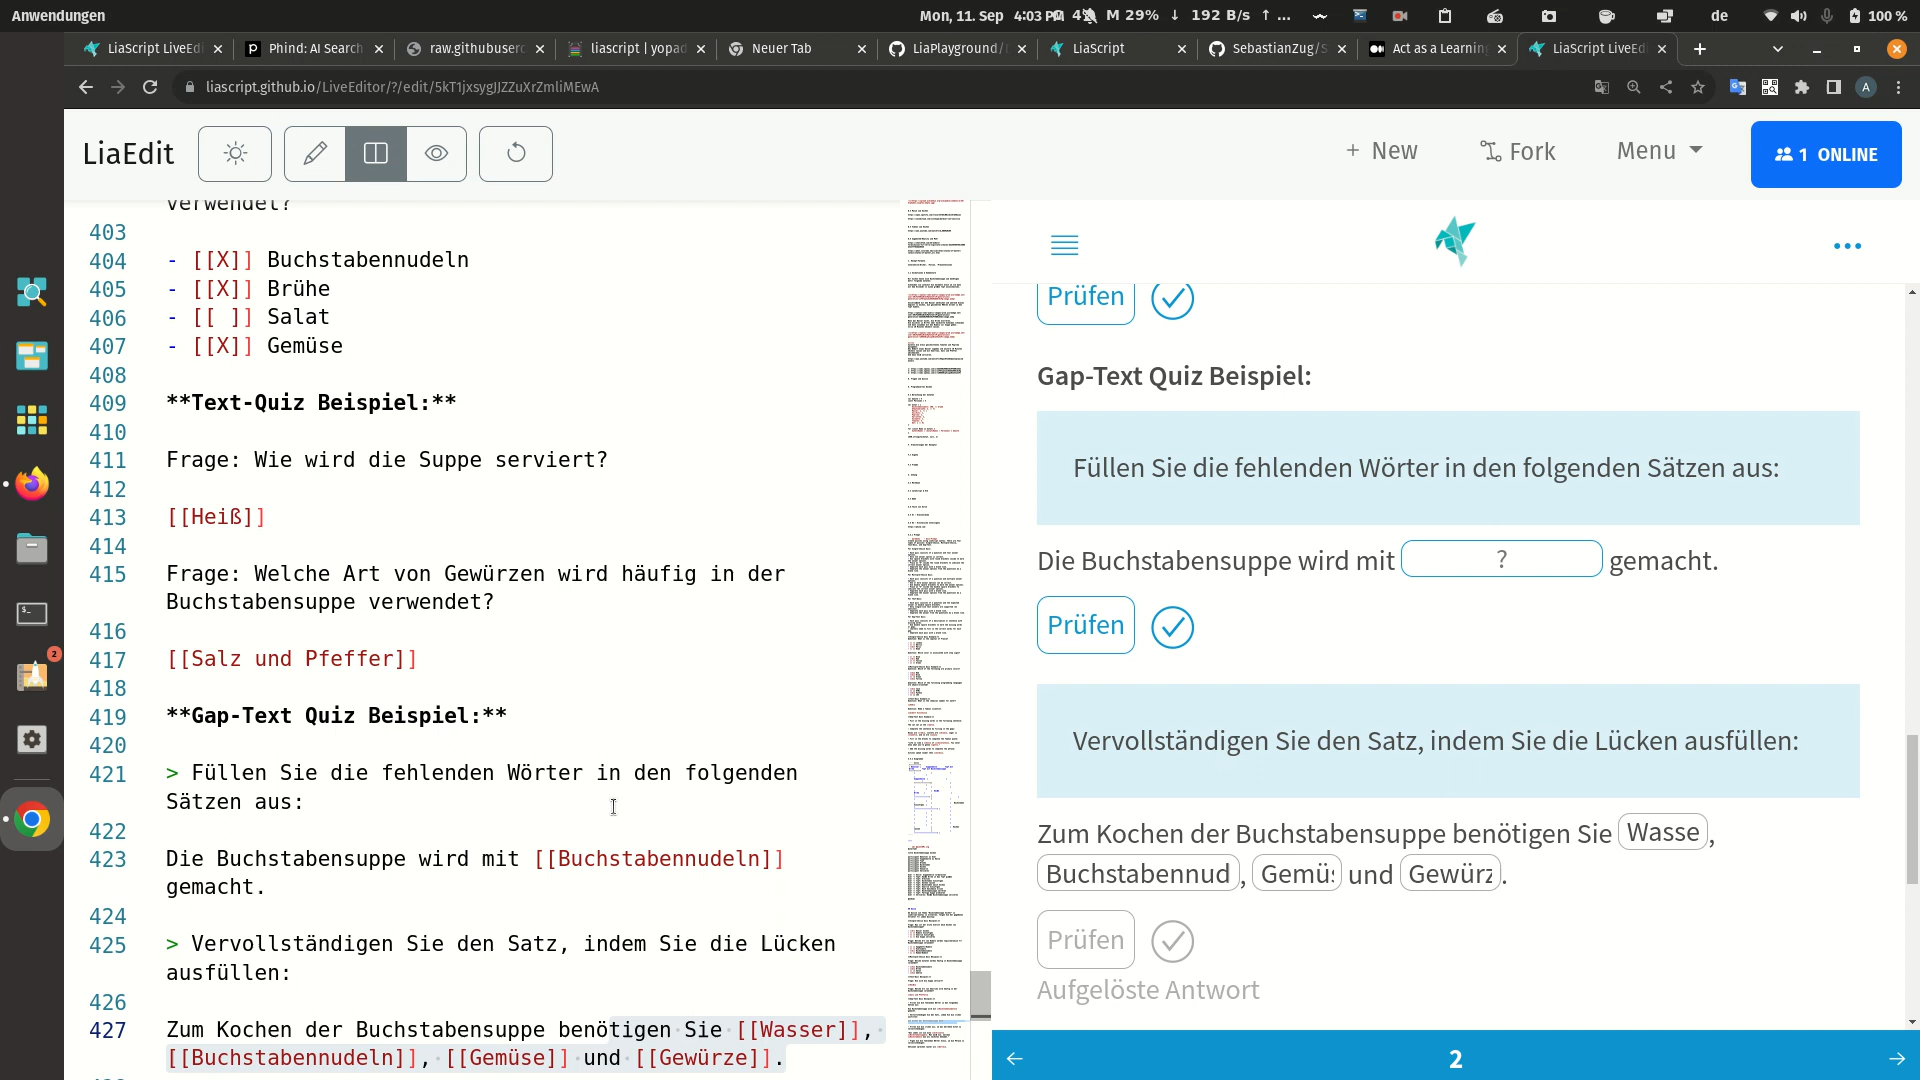 Anwendungen
Mon, 11. Sep 4:03 PM
M 29% ↓ 192 B/s ↑ ...
de
100 %
LiaScript LiveEdi
Phind: AI Search
raw.githubuserc
liascript | yopad
Neuer Tab
LiaPlayground/
LiaScript
SebastianZug/S
Act as a Learning
LiaScript LiveEdi
liascript.github.io/LiveEditor/?/edit/5kT1jxsygJJZZuXrZmliMEwA
A
LiaEdit
+ New
Fork
Menu
1 ONLINE
verwendet?
403
404 - [[X]] Buchstabennudeln
405 - [[X]] Brühe
406 - [[ ]] Salat
407 - [[X]] Gemüse
408
409 **Text-Quiz Beispiel:**
410
411 Frage: Wie wird die Suppe serviert?
412
413 [[Heiß]]
414
415 Frage: Welche Art von Gewürzen wird häufig in der
Buchstabensuppe verwendet?
416
417 [[Salz und Pfeffer]]
418
419 **Gap-Text Quiz Beispiel:**
420
421 > Füllen Sie die fehlenden Wörter in den folgenden
Sätzen aus:
422
423 Die Buchstabensuppe wird mit [[Buchstabennudeln]]
gemacht.
424
425 > Vervollständigen Sie den Satz, indem Sie die Lücken
ausfüllen:
426
427 Zum Kochen der Buchstabensuppe benötigen Sie [[Wasser]],
[[Buchstabennudeln]], [[Gemüse]] und [[Gewürze]].
Prüfen
Gap-Text Quiz Beispiel:
Füllen Sie die fehlenden Wörter in den folgenden Sätzen aus:
Die Buchstabensuppe wird mit ? gemacht.
Prüfen
Vervollständigen Sie den Satz, indem Sie die Lücken ausfüllen:
Zum Kochen der Buchstabensuppe benötigen Sie Wasse,
Buchstabennud, Gemü und Gewürz.
Prüfen
Aufgelöste Antwort
2
2